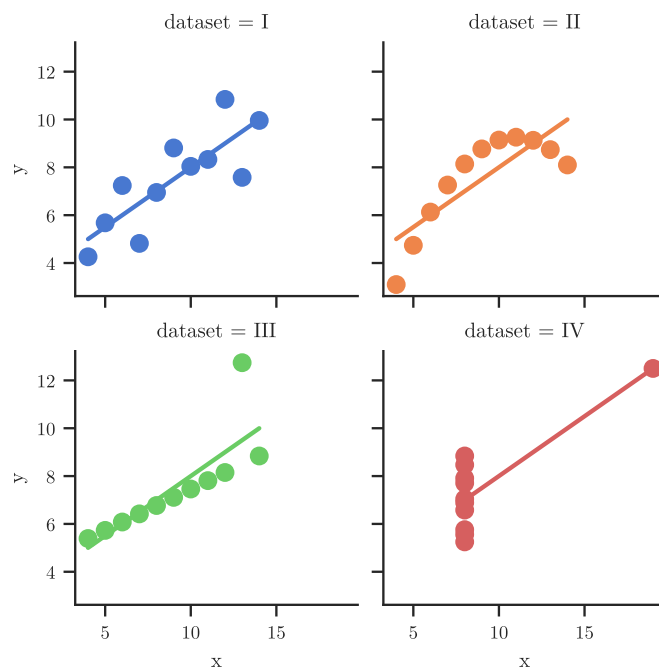 dataset = I
dataset = II
12
10
8
6
4
y
dataset = III
dataset = IV
12
10
8
6
4
y
5
10
15
5
10
15
x
x